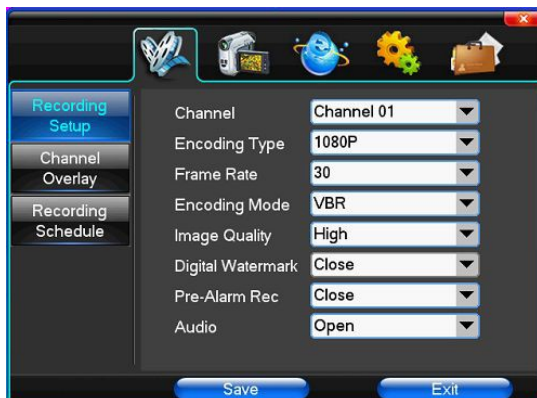 Recording
Setup
Channel
Overlay
Recording
Schedule
Channel Channel 01
Encoding Type 1080P
Frame Rate 30
Encoding Mode VBR
Image Quality High
Digital Watermark Close
Pre-Alarm Rec Close
Audio Open
Save Exit